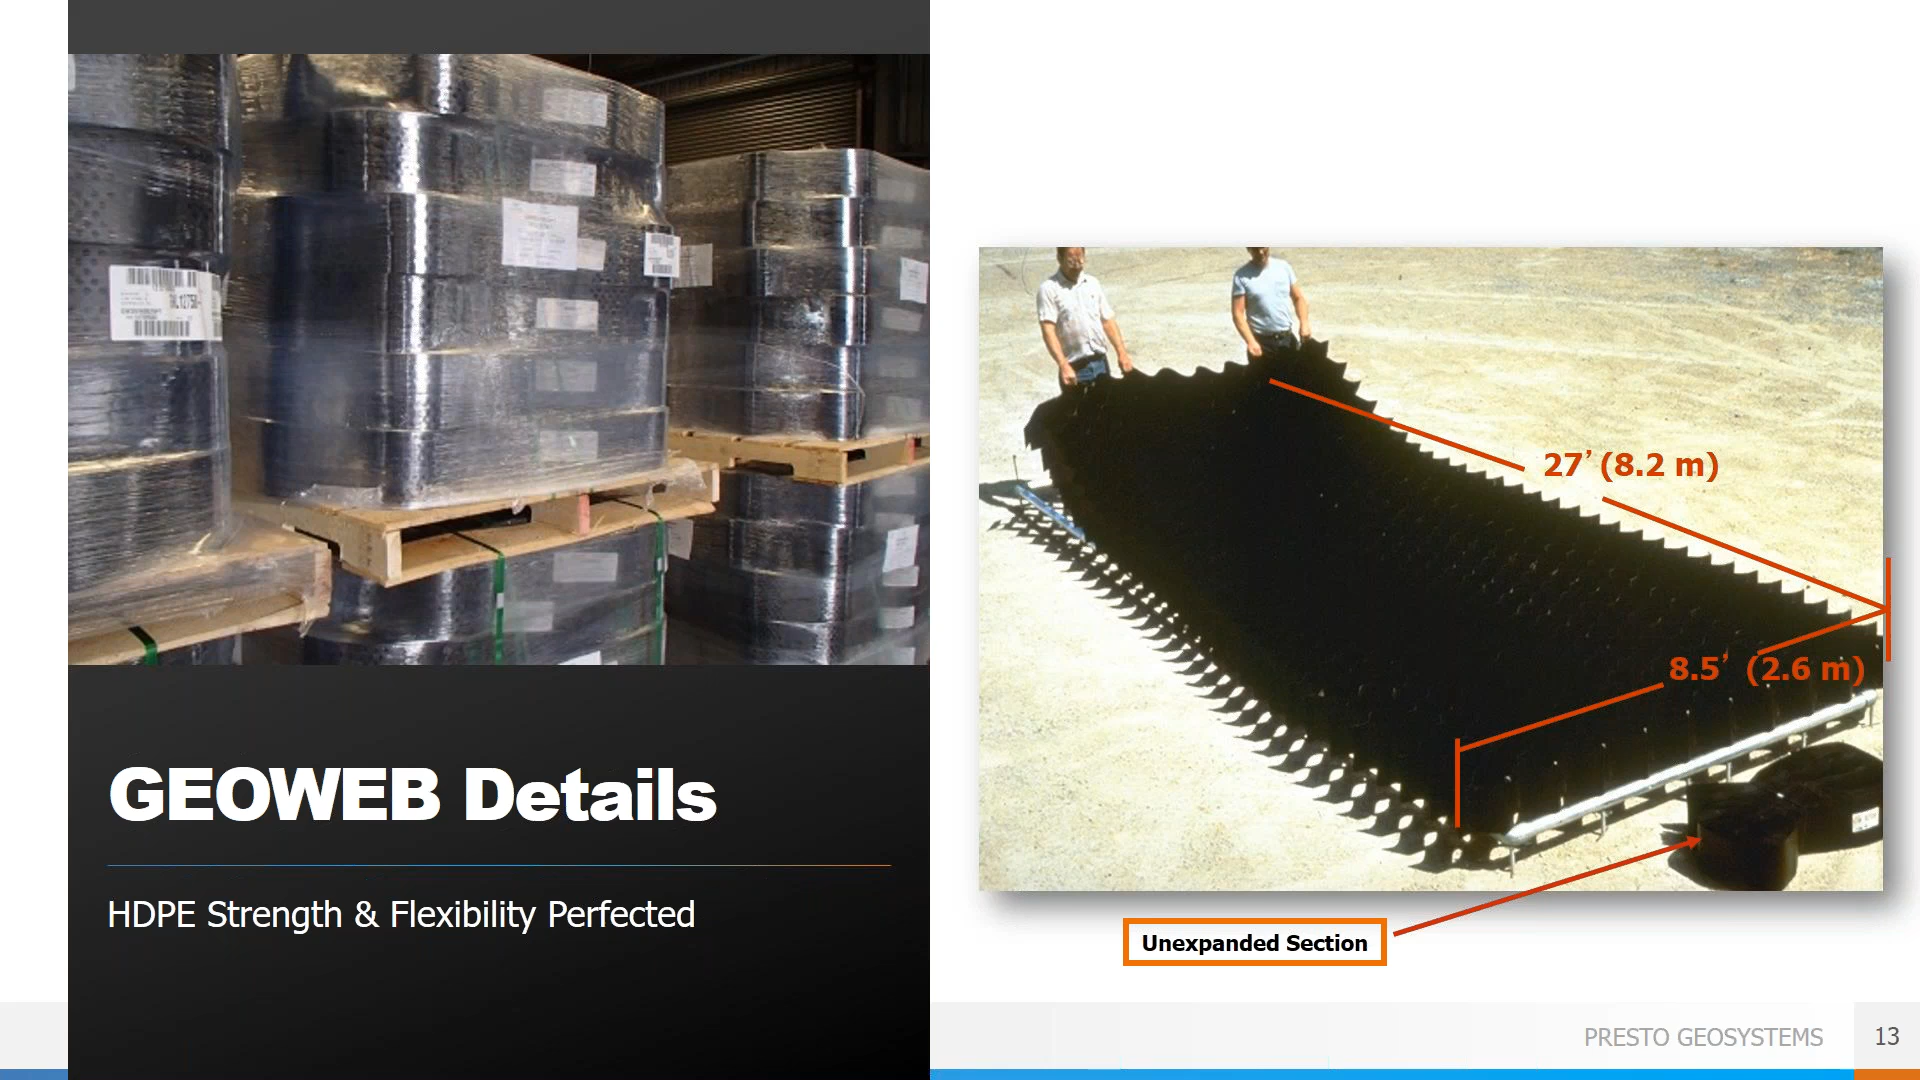 GEOWEB Details
HDPE Strength & Flexibility Perfected
27’ (8.2 m)
8.5’ (2.6 m)
Unexpanded Section
PRESTO GEOSYSTEMS
13